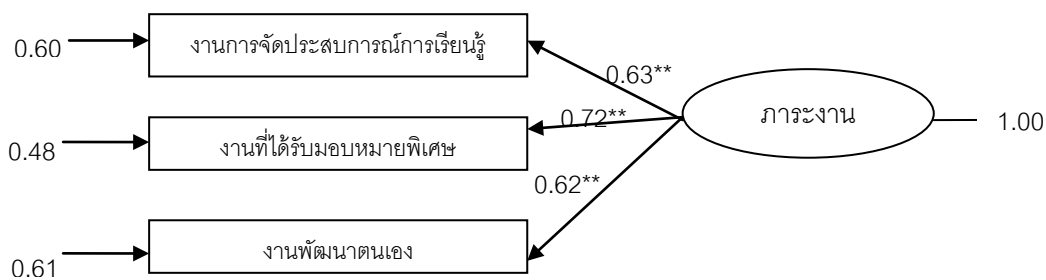 0.60
งานการจัดประสบการณ์การเรียนรู้
0.63**
0.72**
ภาระงาน
1.00
0.48
งานที่ได้รับมอบหมายพิเศษ
0.62**
0.61
งานพัฒนาตนเอง